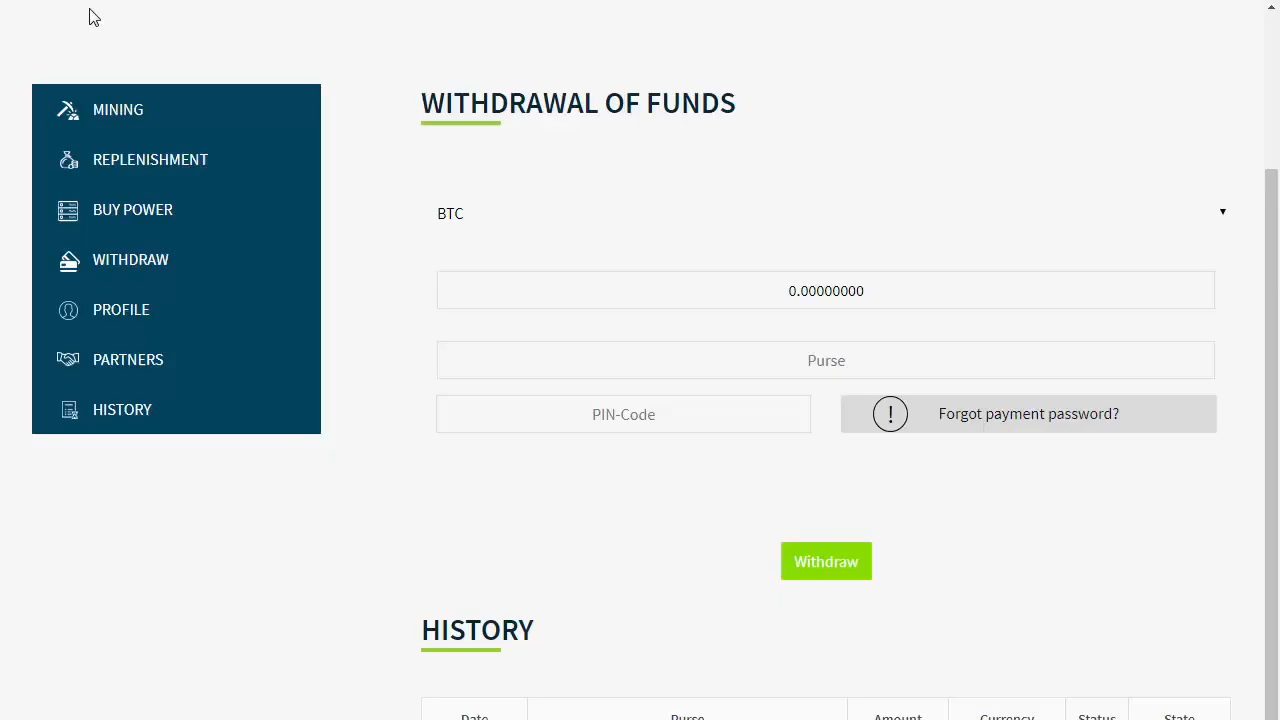 MINING
REPLENISHMENT
BUY POWER
WITHDRAW
PROFILE
PARTNERS
HISTORY
WITHDRAWAL OF FUNDS
BTC
0.00000000
Purse
PIN-Code
! Forgot payment password?
Withdraw
HISTORY
Date Purse Amount Currency Status State